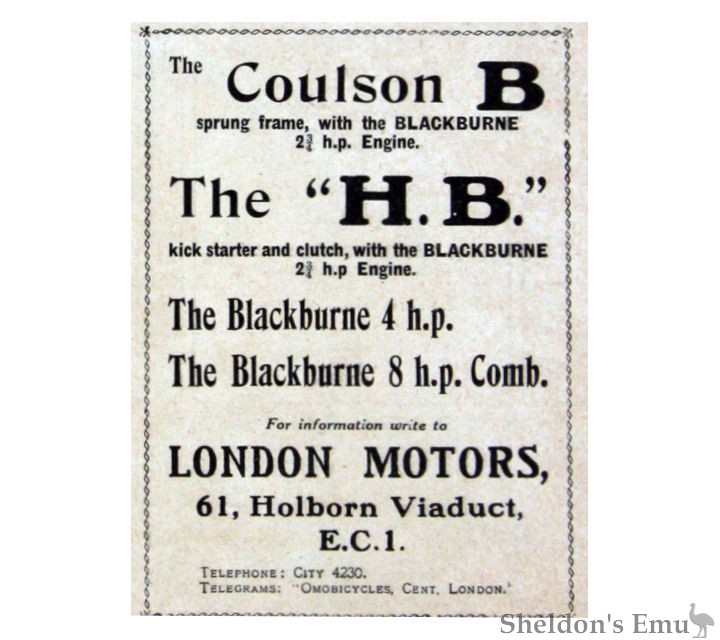 The Coulson B
sprung frame, with the BLACKBURNE
2¾ h.p. Engine.
The "H. B."
kick starter and clutch, with the BLACKBURNE
2¾ h.p Engine.
The Blackburne 4 h.p.
The Blackburne 8 h.p. Comb.
For information write to
LONDON MOTORS,
61, Holborn Viaduct,
E.C.1.
TELEPHONE: CITY 4230.
TELEGRAMS: "OMOBICYCLES, CENT. LONDON."
Sheldon's Emu